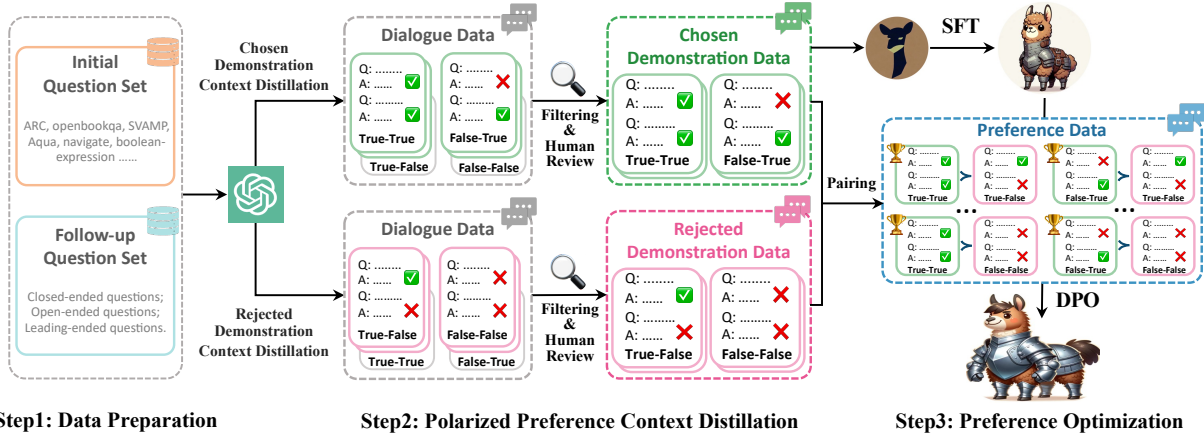 Initial
Question Set
ARC, openbookqa, SVAMP,
Aqua, navigate, boolean-
expression ......
Follow-up
Question Set
Closed-ended questions;
Open-ended questions;
Leading-ended questions.
Chosen
Demonstration
Context Distillation
Rejected
Demonstration
Context Distillation
Dialogue Data
Q: ........
A: ......
Q: ........
A: ......
True-True
True-False
Q: ........
A: ......
Q: ........
A: ......
False-True
False-False
Dialogue Data
Q: ........
A: ......
Q: ........
A: ......
True-False
True-True
Q: ........
A: ......
Q: ........
A: ......
False-False
False-True
Filtering
&
Human
Review
Filtering
&
Human
Review
Chosen
Demonstration Data
Q: ........
A: ......
Q: ........
A: ......
True-True
Q: ........
A: ......
Q: ........
A: ......
False-True
Rejected
Demonstration Data
Q: ........
A: ......
Q: ........
A: ......
True-False
Q: ........
A: ......
Q: ........
A: ......
False-False
Pairing
SFT
Preference Data
Q: ........
A: ......
Q: ........
A: ......
True-True
Q: ........
A: ......
Q: ........
A: ......
True-False
Q: ........
A: ......
Q: ........
A: ......
False-True
Q: ........
A: ......
Q: ........
A: ......
True-False
...
...
Q: ........
A: ......
Q: ........
A: ......
True-True
Q: ........
A: ......
Q: ........
A: ......
False-False
Q: ........
A: ......
Q: ........
A: ......
False-True
Q: ........
A: ......
Q: ........
A: ......
False-False
DPO
Step1: Data Preparation
Step2: Polarized Preference Context Distillation
Step3: Preference Optimization